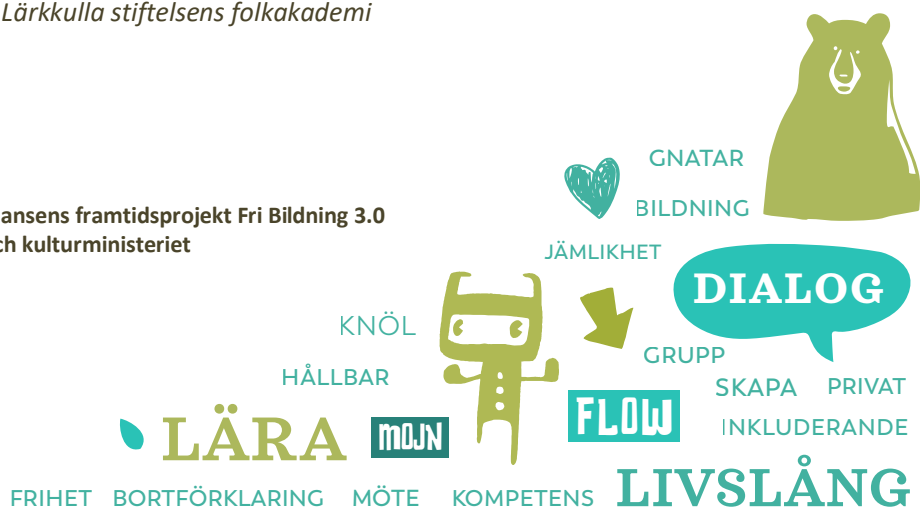 Lärkkulla stiftelsens folkakademi
ansens framtidsprojekt Fri Bildning 3.0
ch kulturministeriet
GNATAR
BILDNING
JÄMLIKHET
DIALOG
KNÖL
GRUPP
HÅLLBAR
SKAPA PRIVAT
LÄRA MOJN FLOW INKLUDERANDE
FRIHET BORTFÖRKLARING MÖTE KOMPETENS LIVSLÅNG